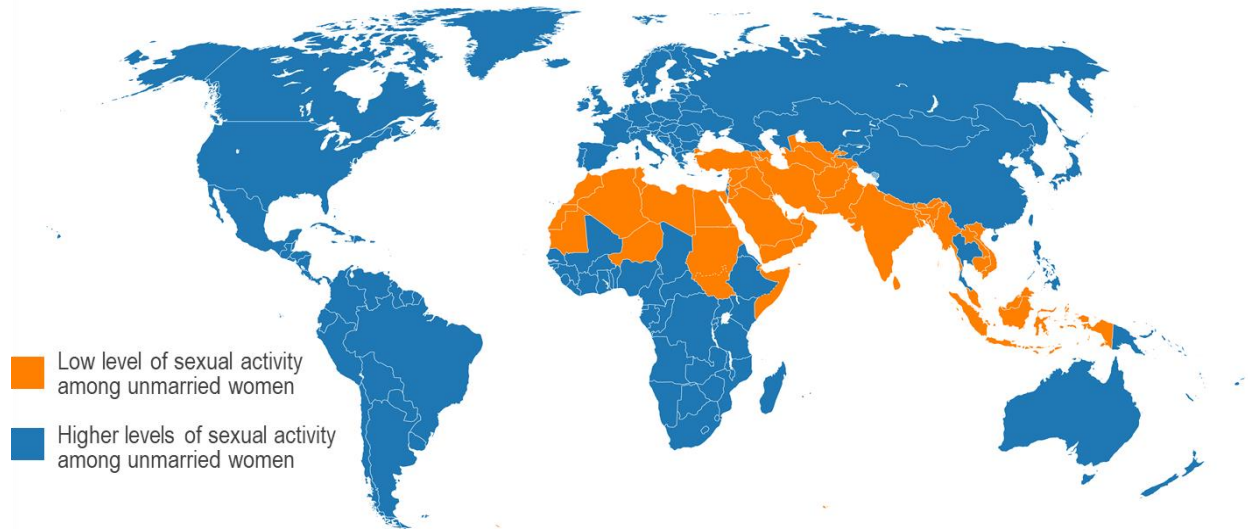 Low level of sexual activity
among unmarried women
Higher levels of sexual activity
among unmarried women